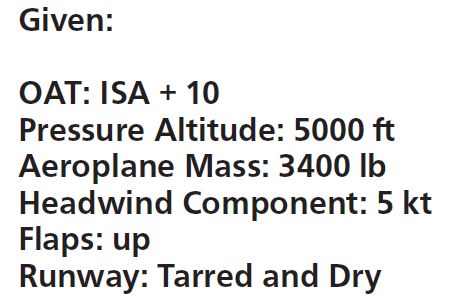 Given:
OAT: ISA + 10
Pressure Altitude: 5000 ft
Aeroplane Mass: 3400 lb
Headwind Component: 5 kt
Flaps: up
Runway: Tarred and Dry